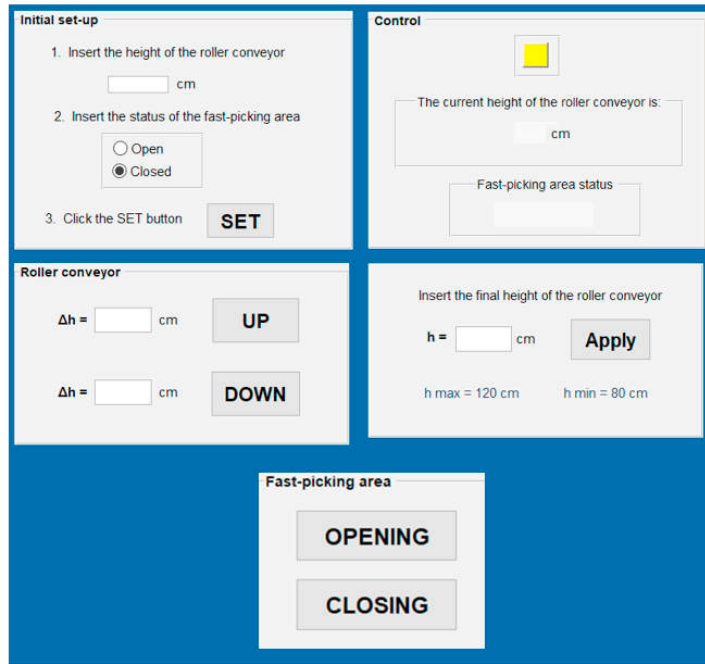 Initial set-up
1. Insert the height of the roller conveyor
cm
2. Insert the status of the fast-picking area
Open
Closed
3. Click the SET button
SET
Control
The current height of the roller conveyor is:
cm
Fast-picking area status
Roller conveyor
Δh = cm
UP
Δh = cm
DOWN
Insert the final height of the roller conveyor
h = cm
Apply
h max = 120 cm
h min = 80 cm
Fast-picking area
OPENING
CLOSING